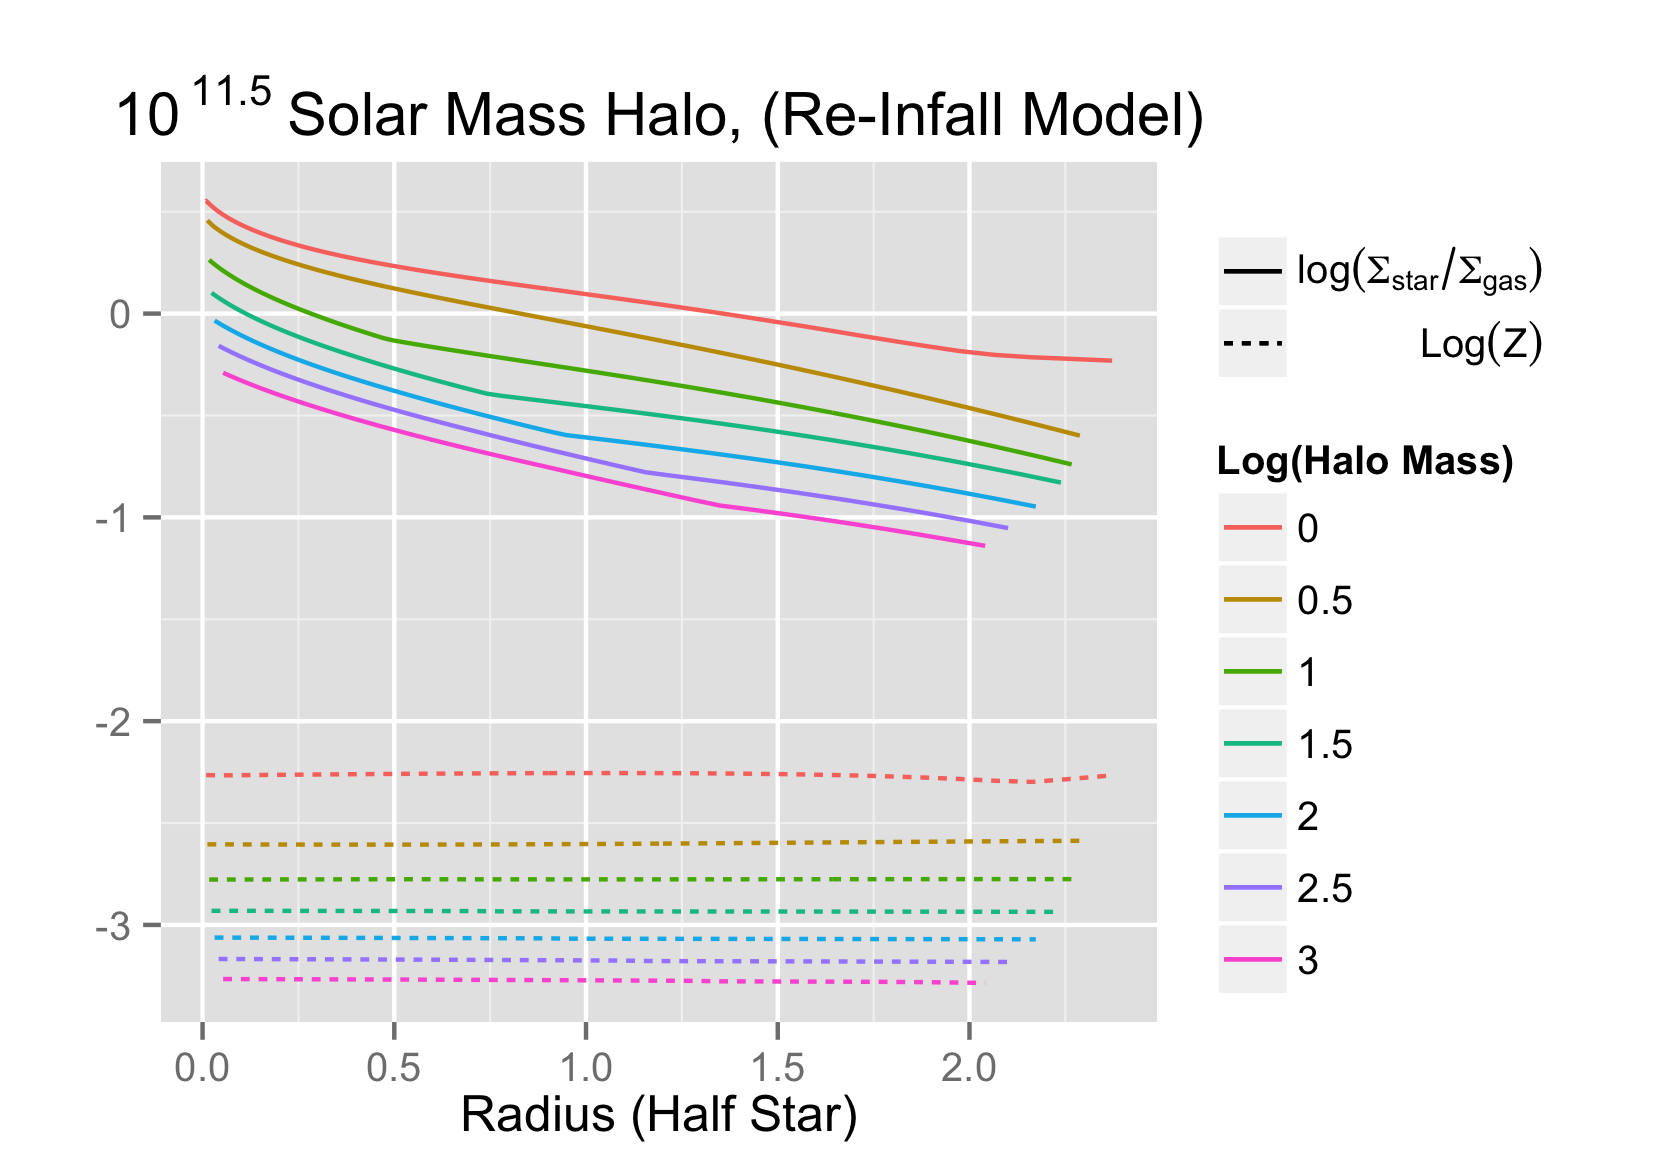 10^11.5 Solar Mass Halo, (Re-Infall Model)
0
-1
-2
-3
0.0 0.5 1.0 1.5 2.0
Radius (Half Star)
log(Σstar/Σgas)
Log(Z)
Log(Halo Mass)
0
0.5
1
1.5
2
2.5
3